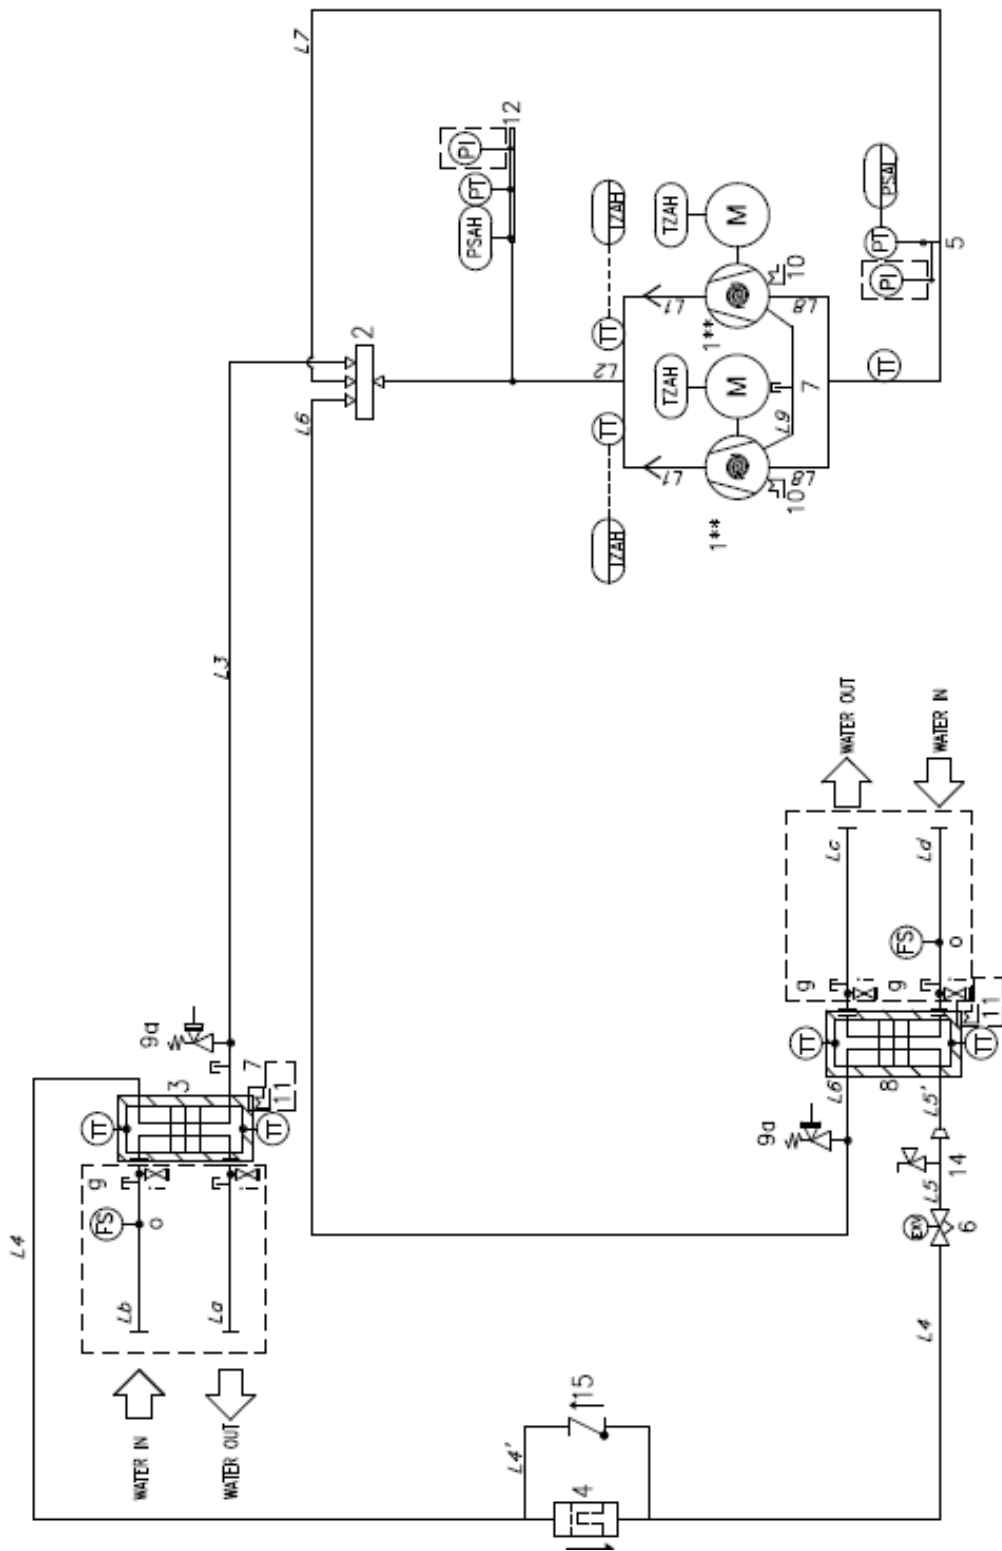 L7
12
PI
PT
PSAH
2
L6
L3
TZAH
TZAH
M
TT
L1
L2
10
1**
L8
TZAH
M
7
L9
TT
L1
L8
10
1**
TZAH
PSAL
PT
PI
5
TT
WATER OUT
WATER IN
Lc
Ld
FS
o
g
i
g
i
11
TT
TT
8
L6
L5'
9a
14
L5
EXV
6
L4
9a
7
11
3
TT
TT
g
i
i
FS
o
Lb
La
L4
WATER IN
WATER OUT
L4'
15
4